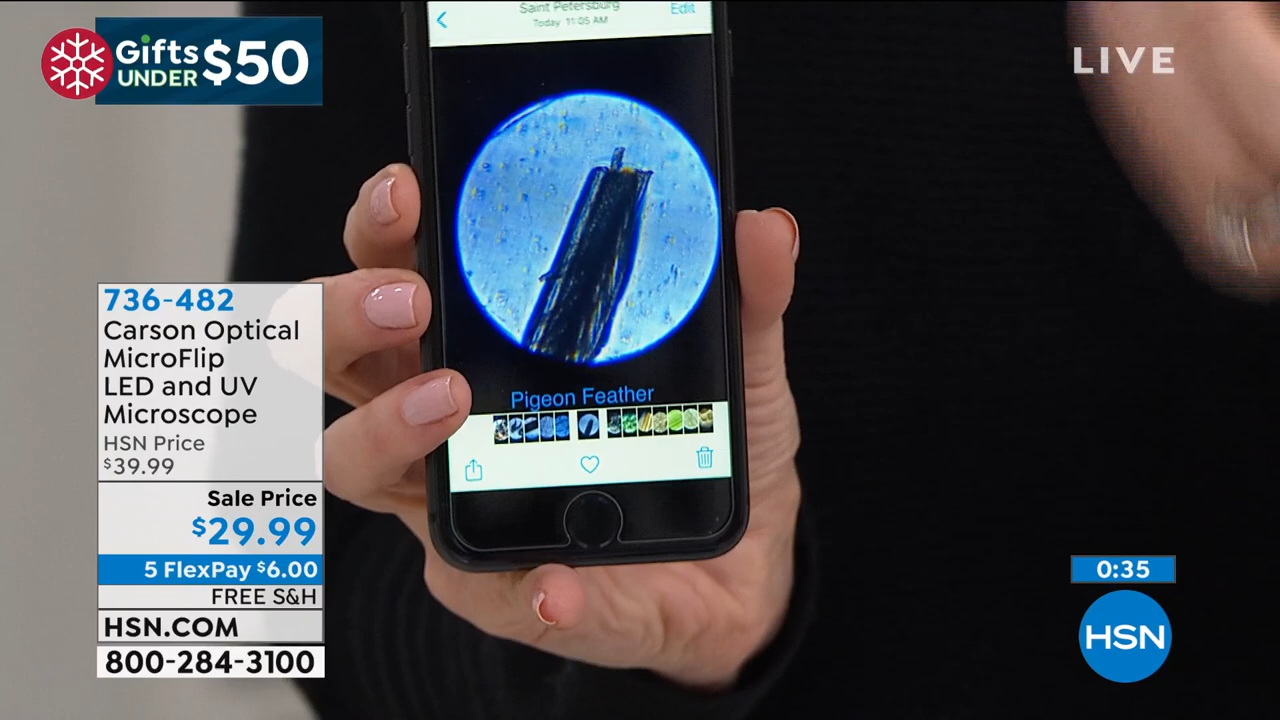 Gifts
UNDER
$50
LIVE
Saint Petersburg
Today 11:05 AM
Edit
Pigeon Feather
736-482
Carson Optical
MicroFlip
LED and UV
Microscope
HSN Price
$39.99
Sale Price
$29.99
5 FlexPay $6.00
FREE S&H
HSN.COM
800-284-3100
0:35
HSN